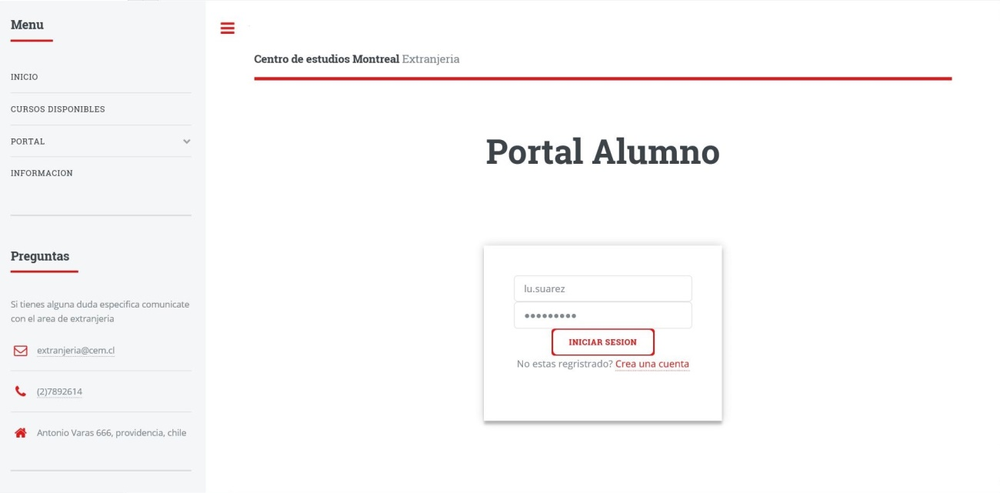 Menu
INICIO
CURSOS DISPONIBLES
PORTAL
INFORMACION
Preguntas
Si tienes alguna duda especifica comunicate
con el area de extranjeria
extranjeria@cem.cl
(2)7892614
Antonio Varas 666, providencia, chile
Centro de estudios Montreal Extranjeria
Portal Alumno
lu.suarez
•••••••••
INICIAR SESION
No estas regristrado? Crea una cuenta